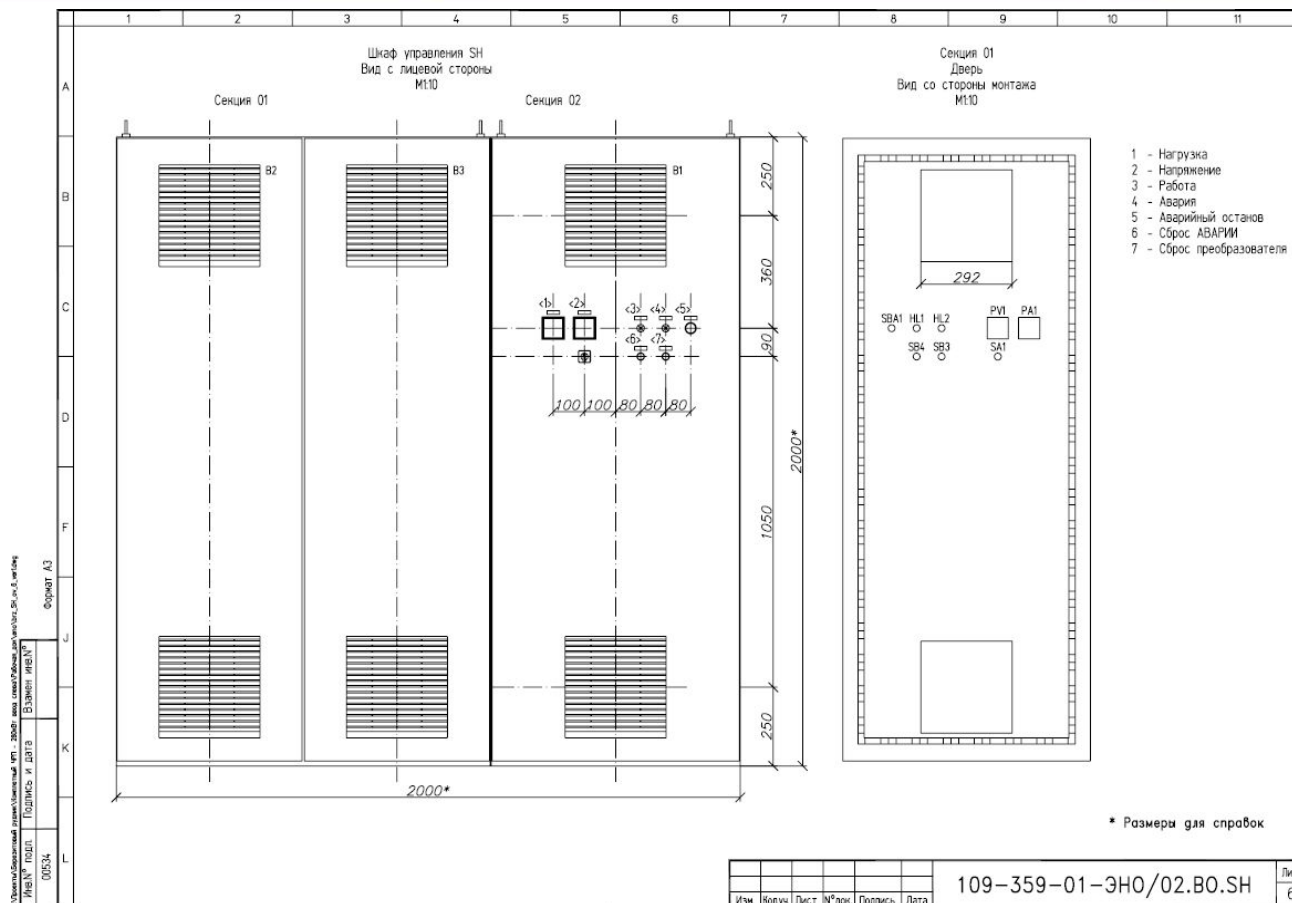 1 2 3 4 5 6 7 8 9 10 11
Шкаф управления SH
Вид с лицевой стороны
М1:10
Секция 01
Секция 02
Секция 01
Дверь
Вид со стороны монтажа
М1:10
A
B
C
D
F
J
K
L
B2
B3
B1
<1> <2> <3> <4> <5>
<6> <7>
100 100 80 80 80
250
360
90
1050
250
2000*
2000*
292
SBA1 HL1 HL2 PV1 PA1
SB4 SB3 SA1
1 - Нагрузка
2 - Напряжение
3 - Работа
4 - Авария
5 - Аварийный останов
6 - Сброс АВАРИИ
7 - Сброс преобразователя
* Размеры для справок
Формат А3
Взамен инв.N°
Подпись и дата
Инв.N° подл.
00534
109-359-01-ЭНО/02.ВО.SH
Изм. Кол.уч Лист N°док. Подпись Дата